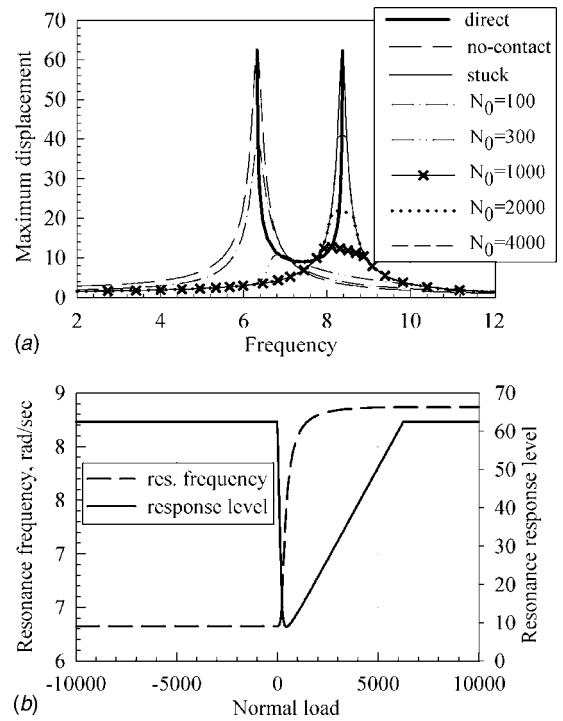 70
60
50
40
30
20
10
0
Maximum displacement
2 4 6 8 10 12
Frequency
(a)
direct
no-contact
stuck
N0=100
N0=300
N0=1000
N0=2000
N0=4000
9
8
8
7
7
6
6
Resonance frequency, rad/sec
res. frequency
response level
70
60
50
40
30
20
10
0
Resonance response level
-10000 -5000 0 5000 10000
Normal load
(b)